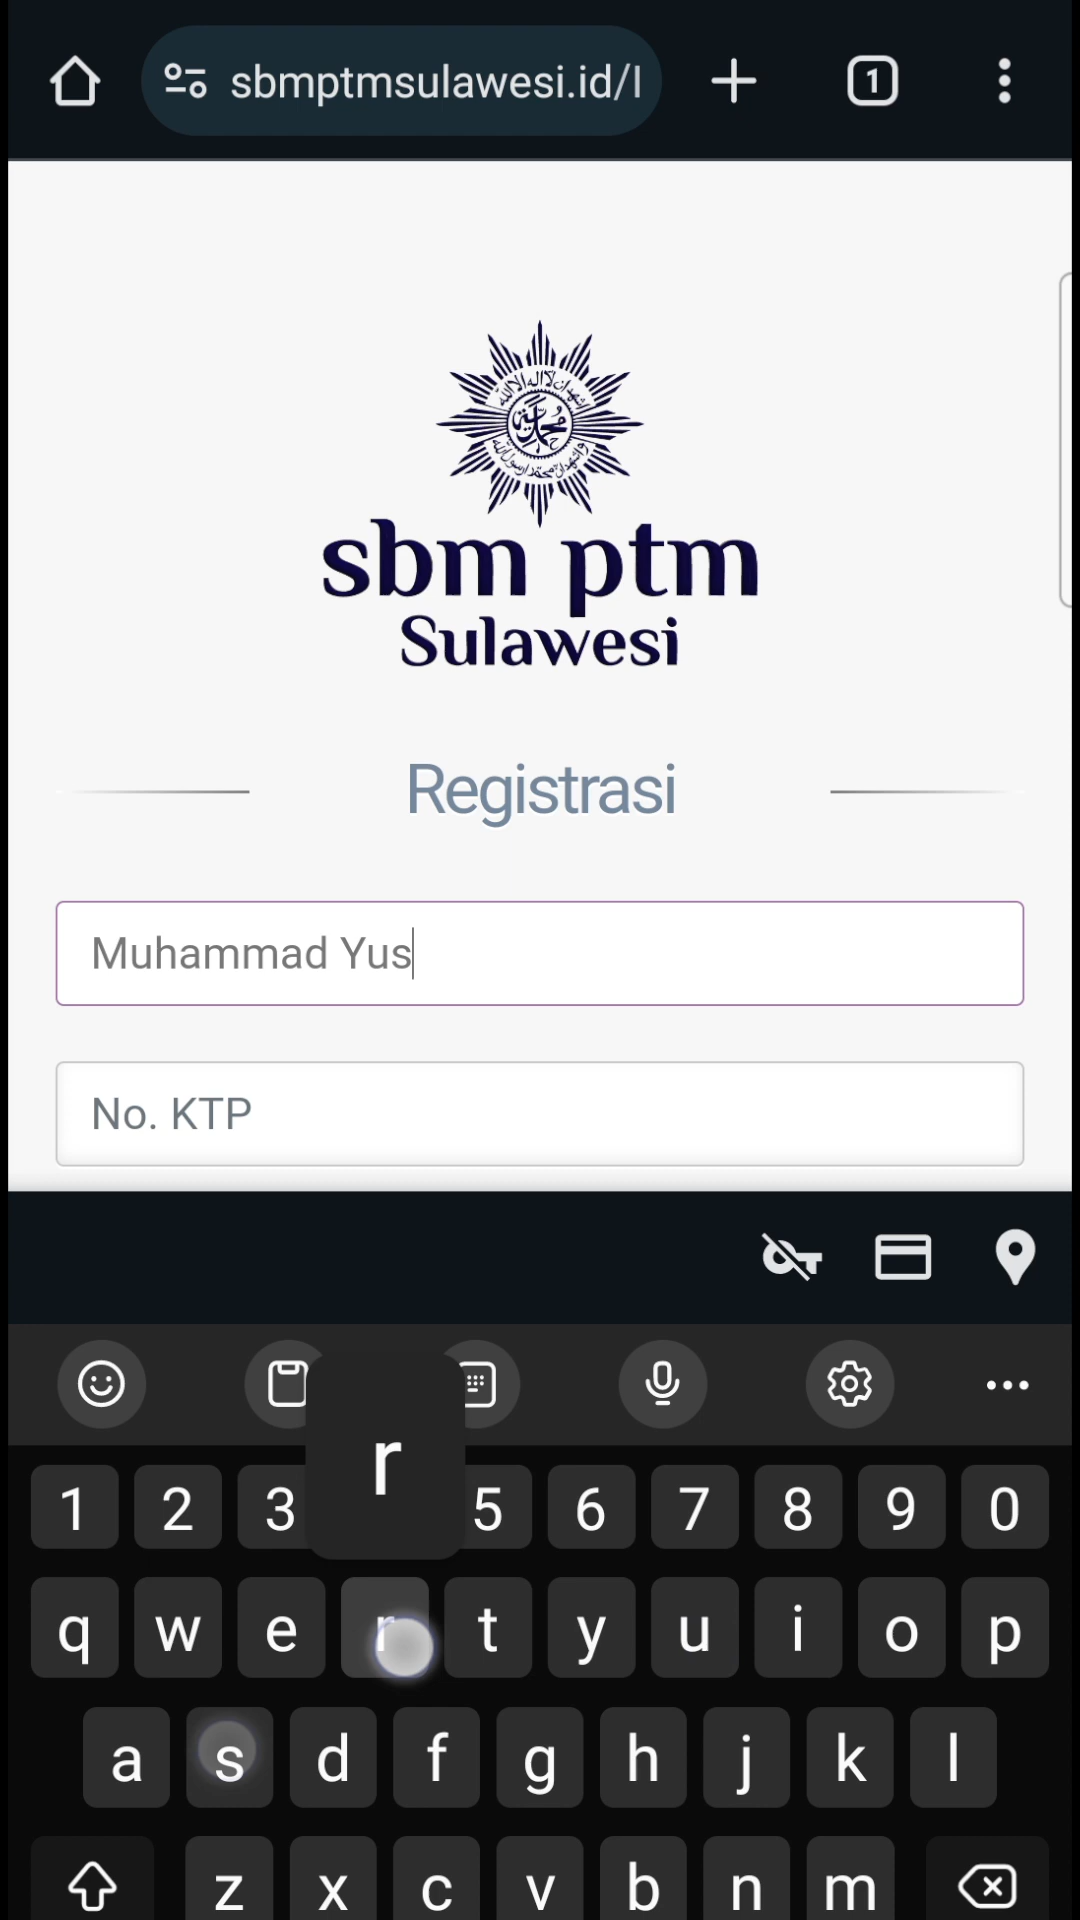 sbmptmsulawesi.id/l
1
sbm ptm
Sulawesi
Registrasi
Muhammad Yus
No. KTP
r
1 2 3 5 6 7 8 9 0
q w e r t y u i o p
a s d f g h j k l
z x c v b n m